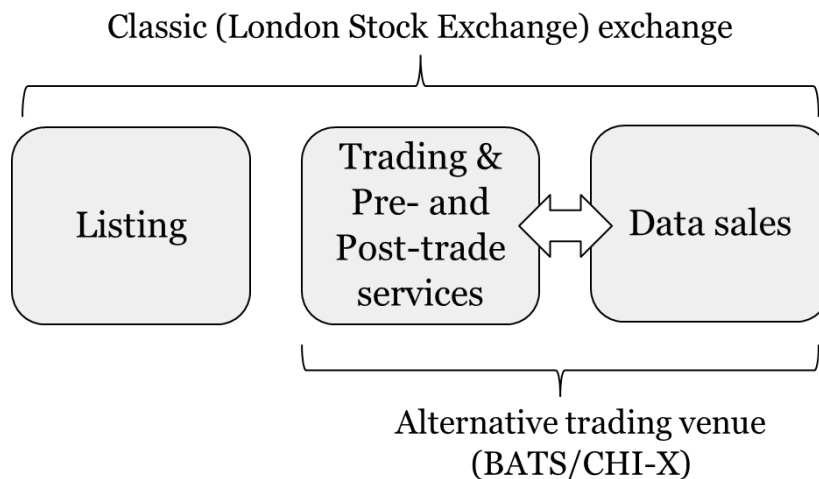 Classic (London Stock Exchange) exchange
Listing
Trading &
Pre- and
Post-trade
services
Data sales
Alternative trading venue
(BATS/CHI-X)